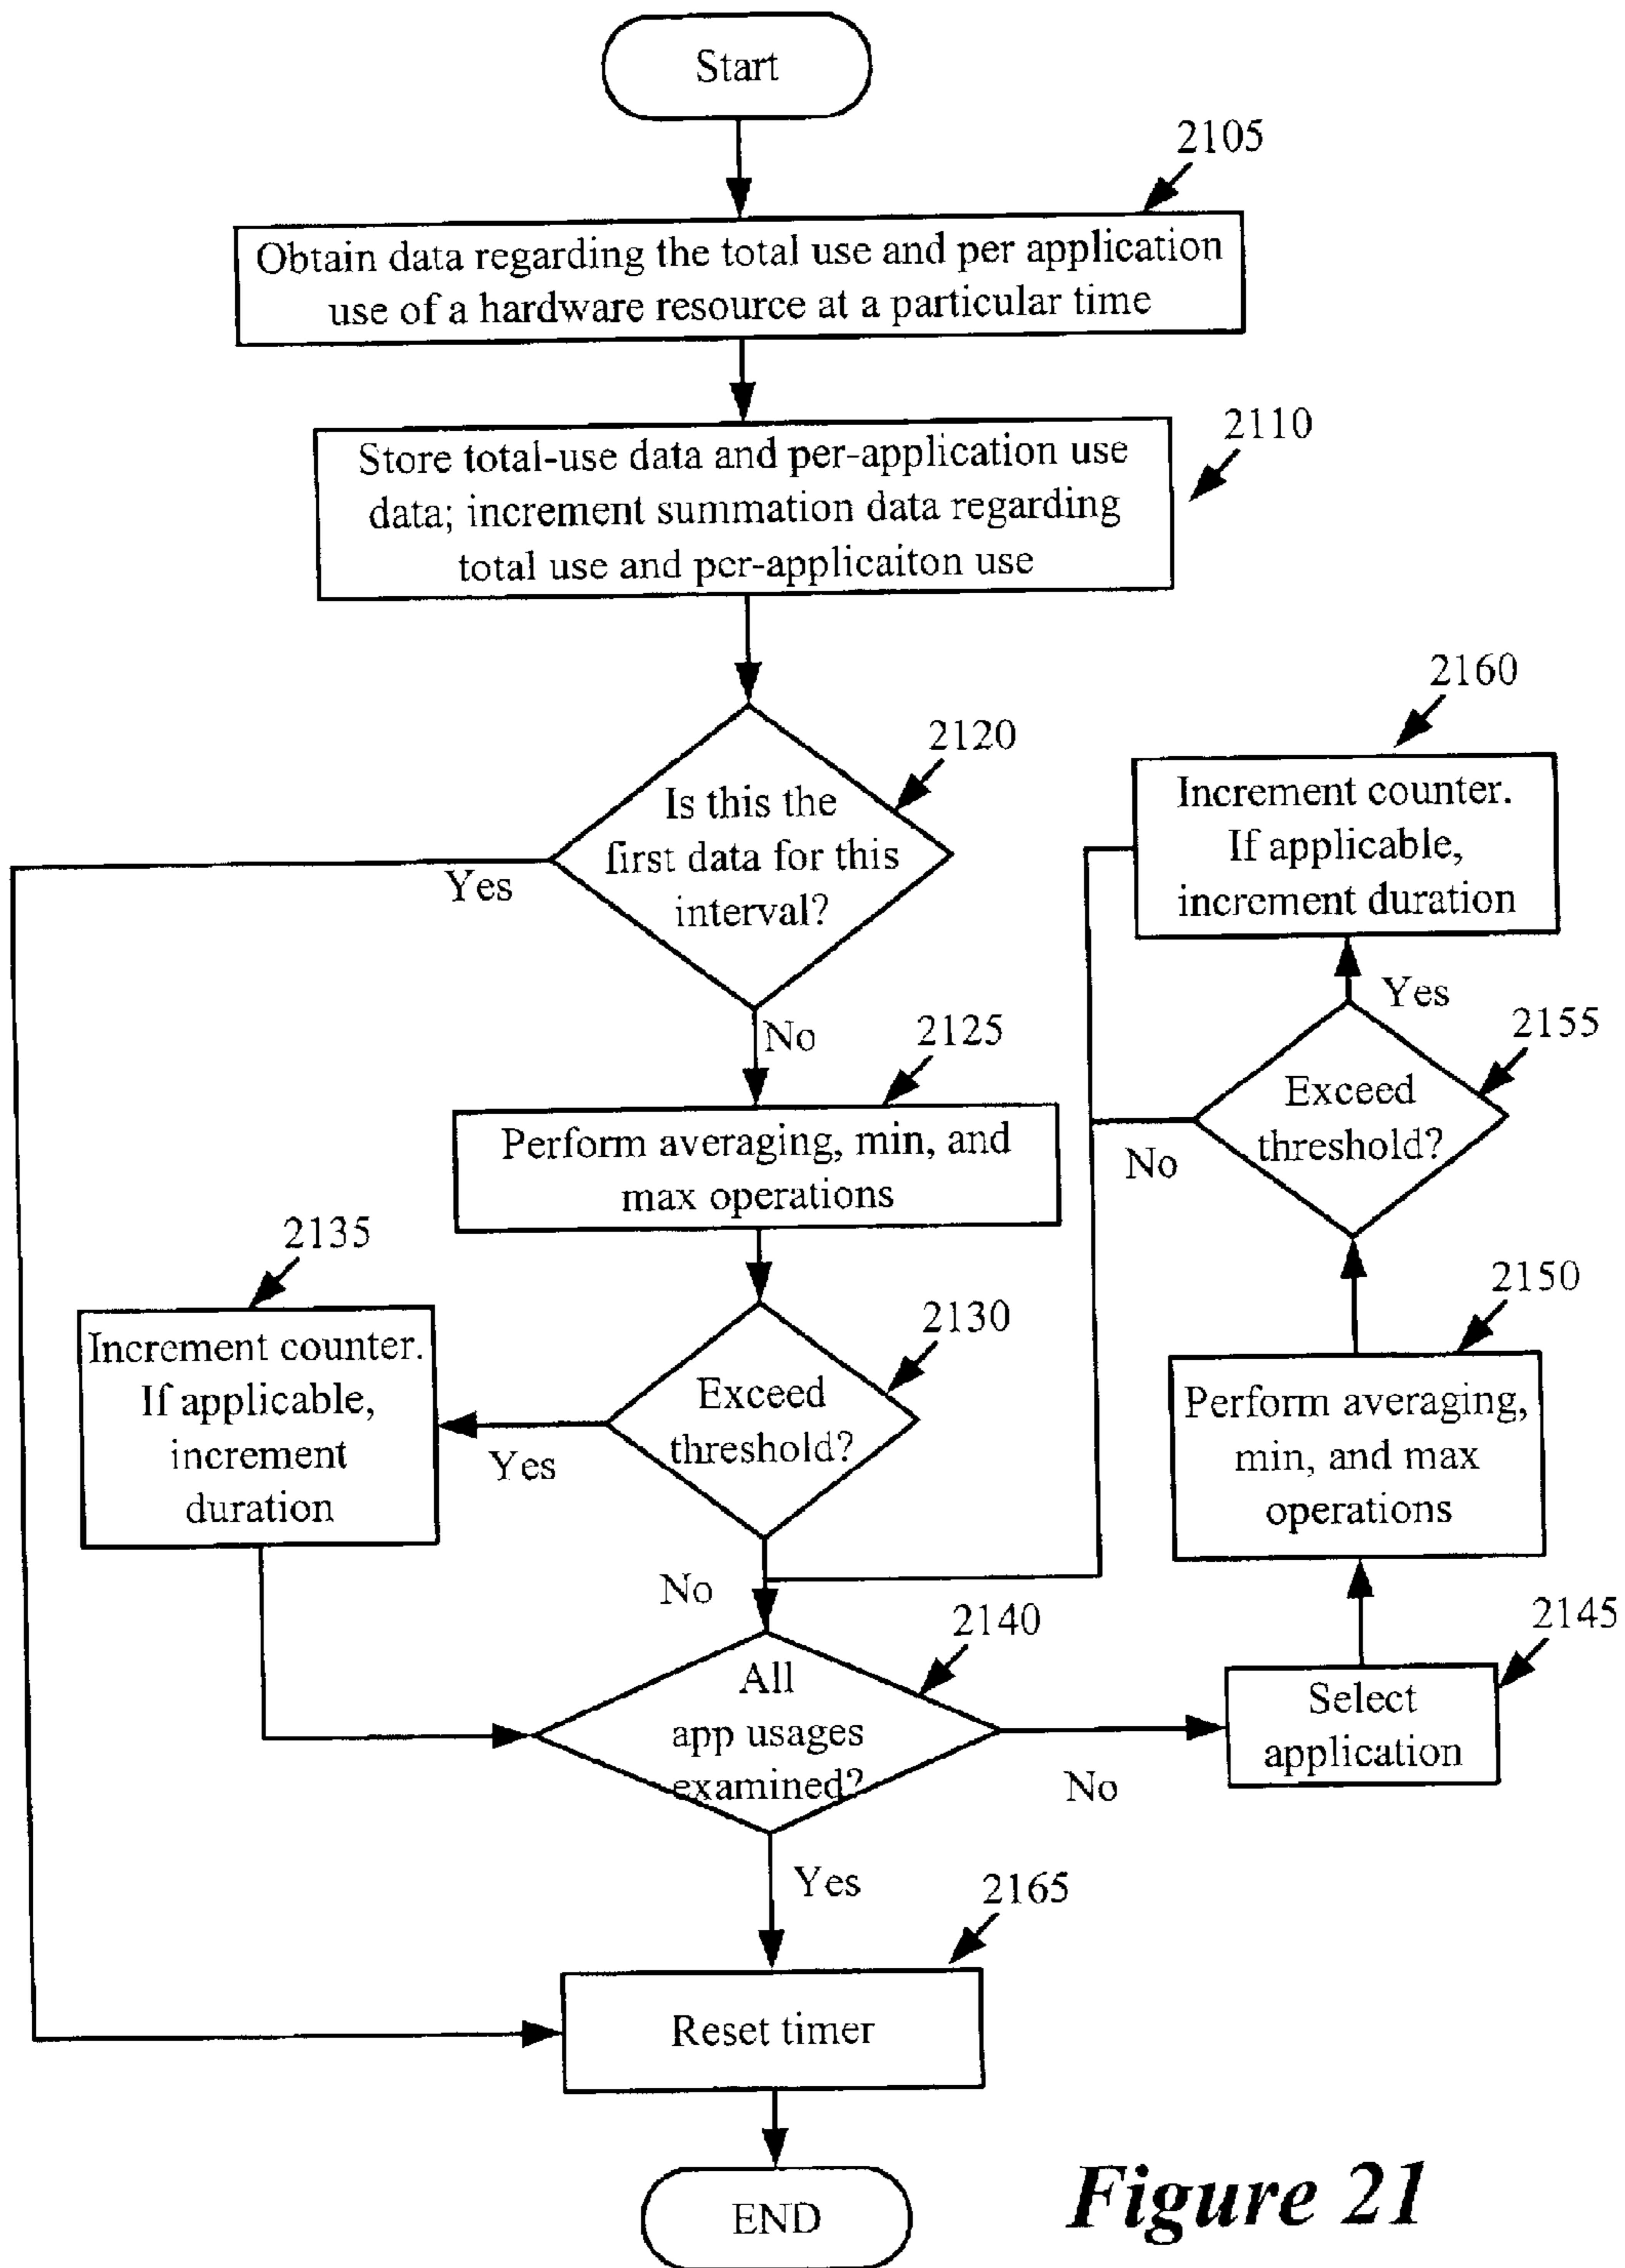 Start
2105
Obtain data regarding the total use and per application
use of a hardware resource at a particular time
2110
Store total-use data and per-application use
data; increment summation data regarding
total use and per-applicaiton use
2160
2120
Is this the
first data for this
interval?
Yes
Increment counter.
If applicable,
increment duration
Yes
No
2125
2155
Exceed
threshold?
No
Perform averaging, min, and
max operations
2135
2150
Increment counter.
If applicable,
increment
duration
2130
Exceed
threshold?
Yes
Perform averaging,
min, and max
operations
No
2140
2145
All
app usages
examined?
No
Select
application
Yes
2165
Reset timer
END
Figure 21